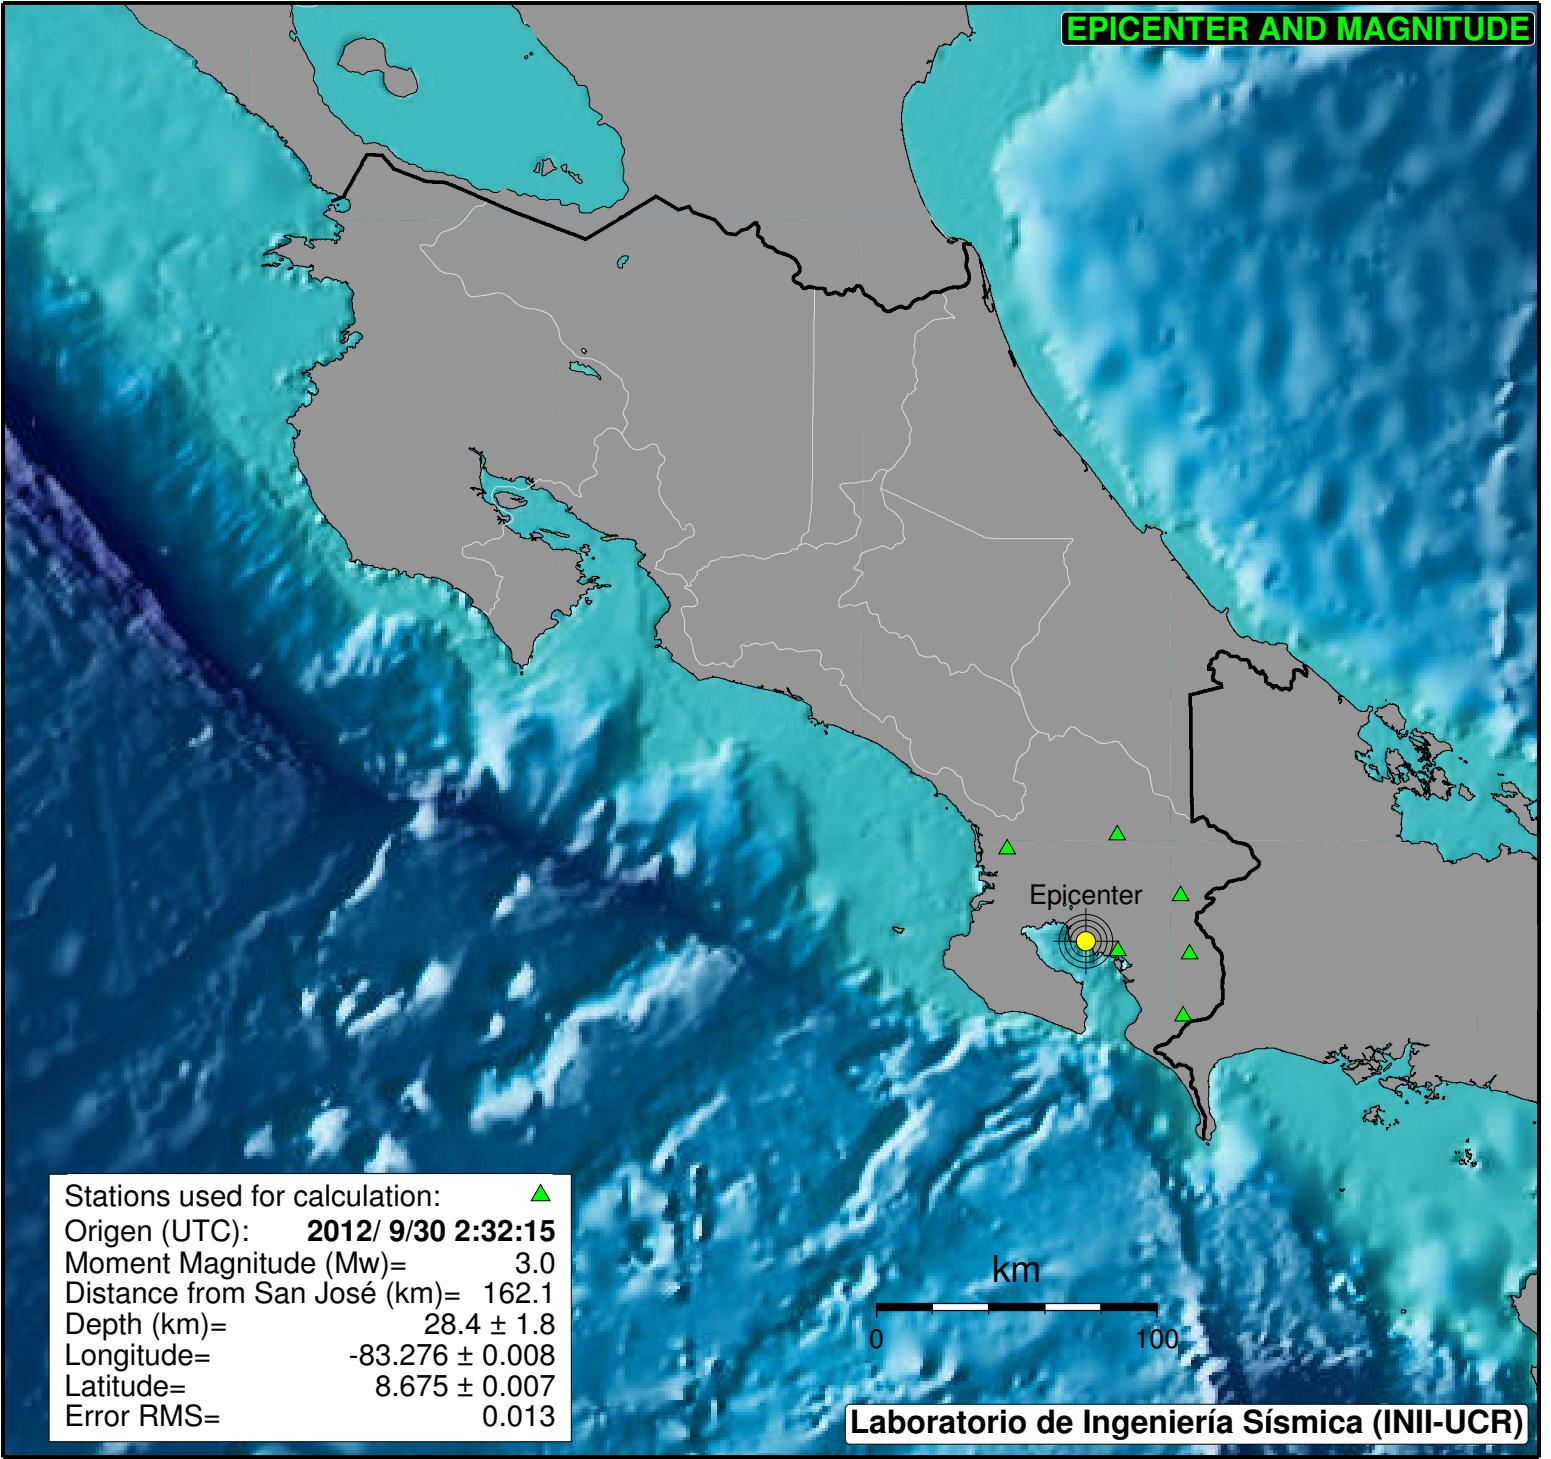 EPICENTER AND MAGNITUDE
Epicenter
Stations used for calculation:
Origen (UTC): 2012/ 9/30 2:32:15
Moment Magnitude (Mw)= 3.0
Distance from San José (km)= 162.1
Depth (km)= 28.4 ± 1.8
Longitude= -83.276 ± 0.008
Latitude= 8.675 ± 0.007
Error RMS= 0.013
km
0 100
Laboratorio de Ingeniería Sísmica (INII-UCR)